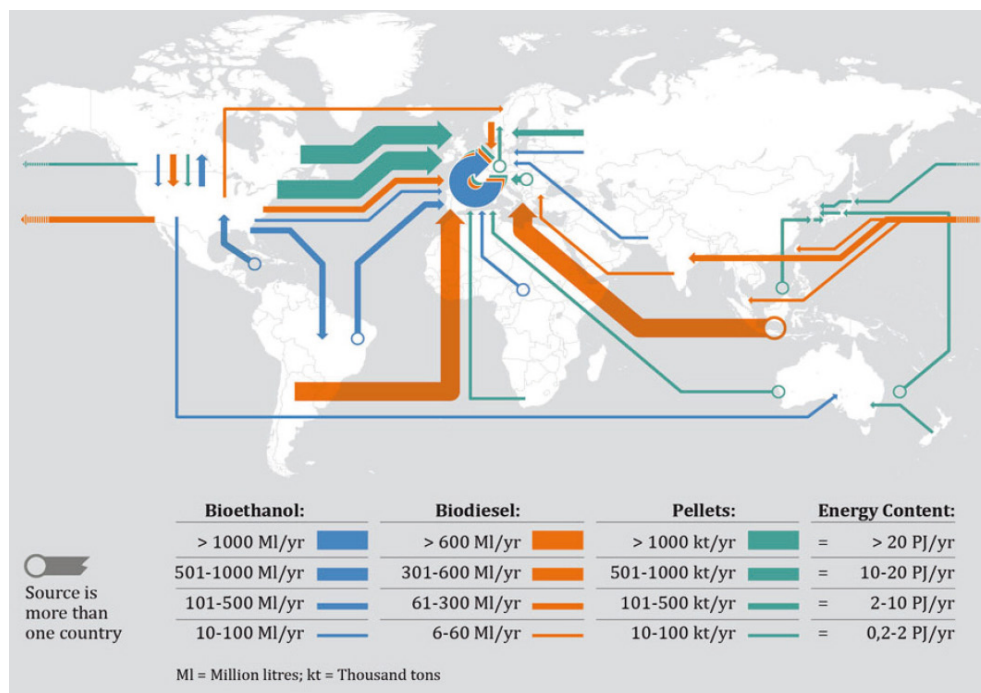 Bioethanol: Biodiesel: Pellets: Energy Content:
> 1000 Ml/yr > 600 Ml/yr > 1000 kt/yr = > 20 PJ/yr
501-1000 Ml/yr 301-600 Ml/yr 501-1000 kt/yr = 10-20 PJ/yr
101-500 Ml/yr 61-300 Ml/yr 101-500 kt/yr = 2-10 PJ/yr
10-100 Ml/yr 6-60 Ml/yr 10-100 kt/yr = 0,2-2 PJ/yr
Source is
more than
one country
Ml = Million litres; kt = Thousand tons